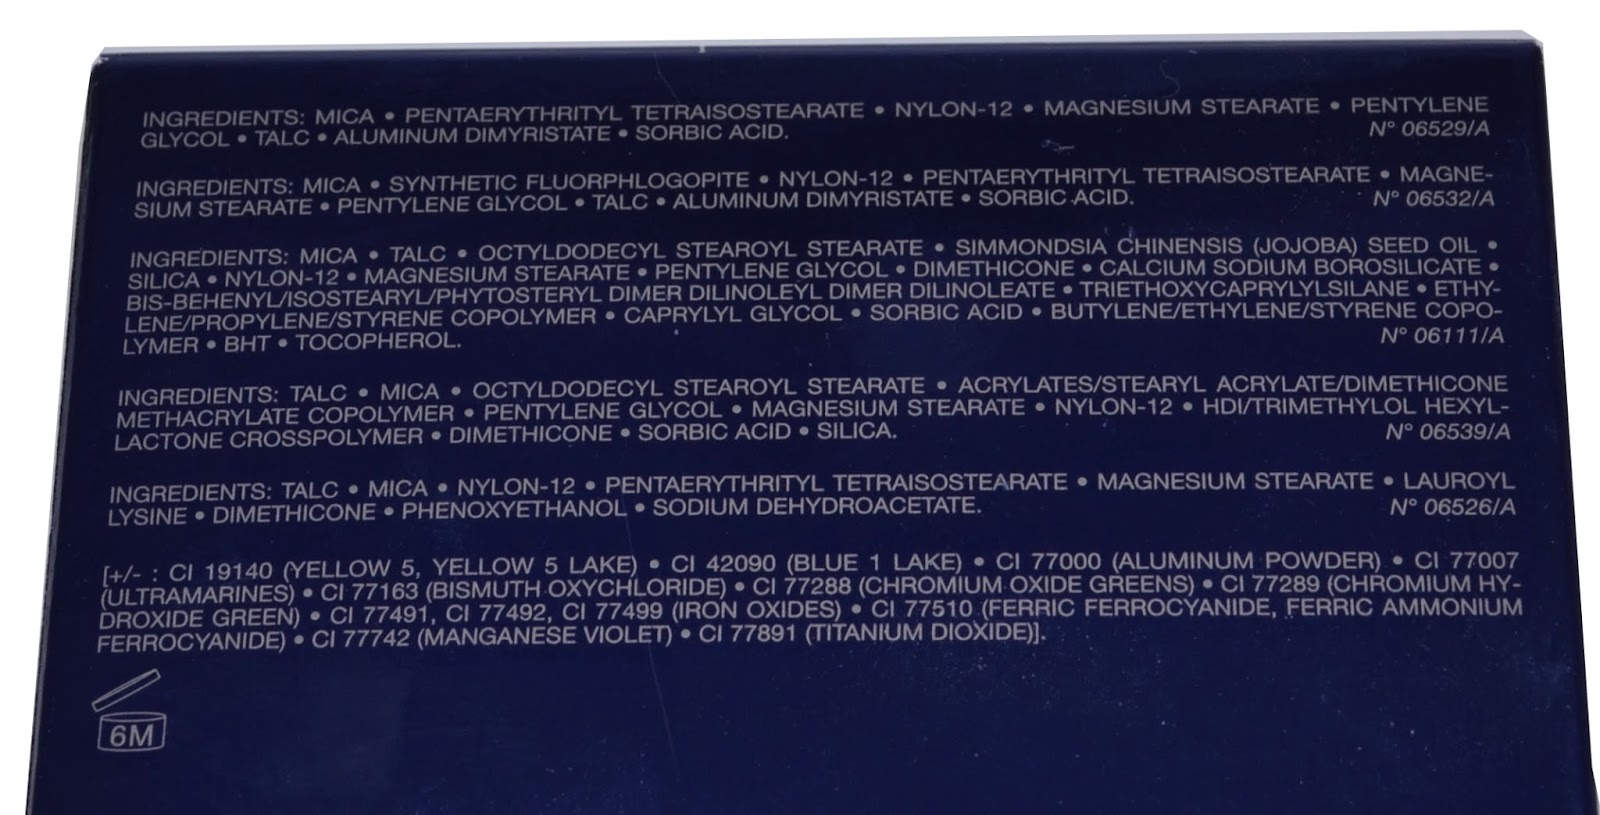 INGREDIENTS: MICA • PENTAERYTHRITYL TETRAISOSTEARATE • NYLON-12 • MAGNESIUM STEARATE • PENTYLENE
GLYCOL • TALC • ALUMINUM DIMYRISTATE • SORBIC ACID. N° 06529/A
INGREDIENTS: MICA • SYNTHETIC FLUORPHLOGOPITE • NYLON-12 • PENTAERYTHRITYL TETRAISOSTEARATE • MAGNE-
SIUM STEARATE • PENTYLENE GLYCOL • TALC • ALUMINUM DIMYRISTATE • SORBIC ACID. N° 06532/A
INGREDIENTS: MICA • TALC • OCTYLDODECYL STEAROYL STEARATE • SIMMONDSIA CHINENSIS (JOJOBA) SEED OIL •
SILICA • NYLON-12 • MAGNESIUM STEARATE • PENTYLENE GLYCOL • DIMETHICONE • CALCIUM SODIUM BOROSILICATE •
BIS-BEHENYL/ISOSTEARYL/PHYTOSTERYL DIMER DILINOLEYL DIMER DILINOLEATE • TRIETHOXYCAPRYLYLSILANE • ETHY-
LENE/PROPYLENE/STYRENE COPOLYMER • CAPRYLYL GLYCOL • SORBIC ACID • BUTYLENE/ETHYLENE/STYRENE COPO-
LYMER • BHT • TOCOPHEROL. N° 06111/A
INGREDIENTS: TALC • MICA • OCTYLDODECYL STEAROYL STEARATE • ACRYLATES/STEARYL ACRYLATE/DIMETHICONE
METHACRYLATE COPOLYMER • PENTYLENE GLYCOL • MAGNESIUM STEARATE • NYLON-12 • HDI/TRIMETHYLOL HEXYL-
LACTONE CROSSPOLYMER • DIMETHICONE • SORBIC ACID • SILICA. N° 06539/A
INGREDIENTS: TALC • MICA • NYLON-12 • PENTAERYTHRITYL TETRAISOSTEARATE • MAGNESIUM STEARATE • LAUROYL
LYSINE • DIMETHICONE • PHENOXYETHANOL • SODIUM DEHYDROACETATE. N° 06526/A
[+/- : CI 19140 (YELLOW 5, YELLOW 5 LAKE) • CI 42090 (BLUE 1 LAKE) • CI 77000 (ALUMINUM POWDER) • CI 77007
(ULTRAMARINES) • CI 77163 (BISMUTH OXYCHLORIDE) • CI 77288 (CHROMIUM OXIDE GREENS) • CI 77289 (CHROMIUM HY-
DROXIDE GREEN) • CI 77491, CI 77492, CI 77499 (IRON OXIDES) • CI 77510 (FERRIC FERROCYANIDE, FERRIC AMMONIUM
FERROCYANIDE) • CI 77742 (MANGANESE VIOLET) • CI 77891 (TITANIUM DIOXIDE)].
6M